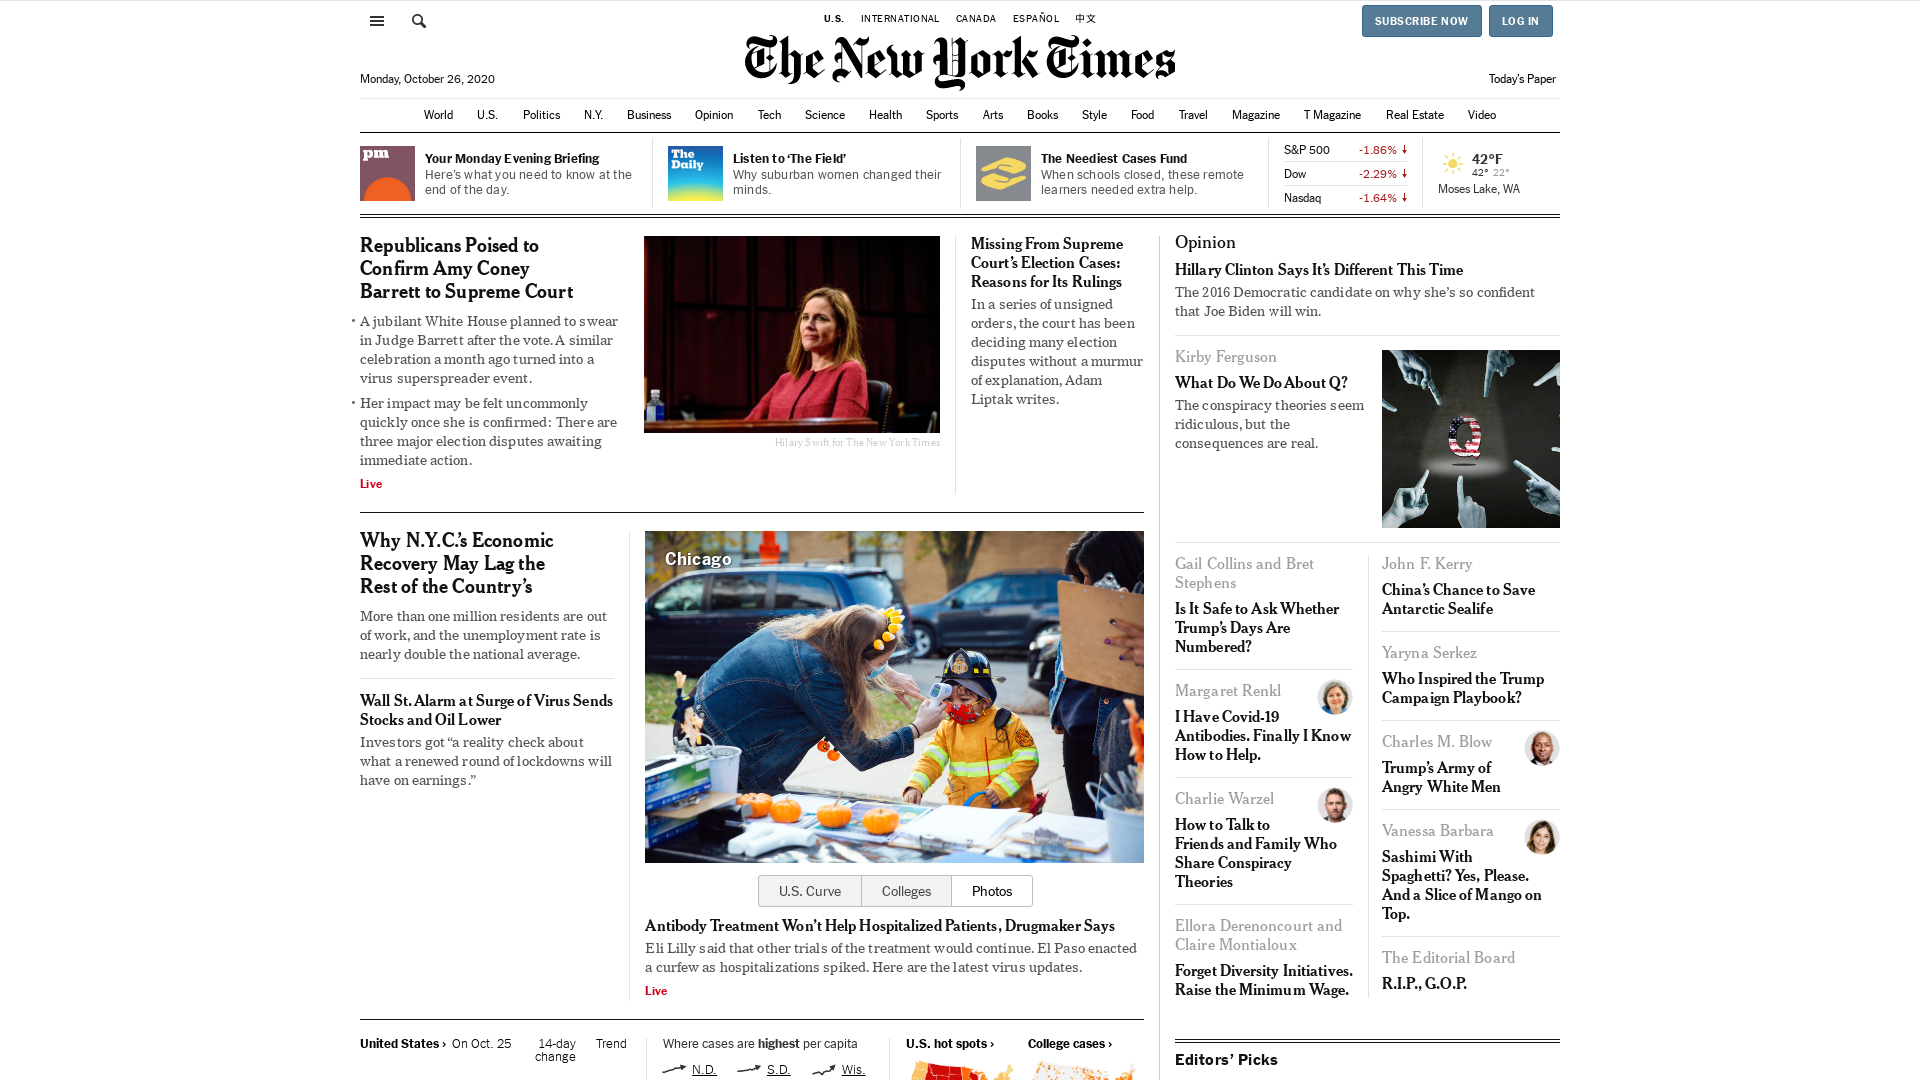 U.S. INTERNATIONAL CANADA ESPAÑOL 中文
SUBSCRIBE NOW LOG IN
The New York Times
Monday, October 26, 2020
Today's Paper
World U.S. Politics N.Y. Business Opinion Tech Science Health Sports Arts Books Style Food Travel Magazine T Magazine Real Estate Video
pm
Your Monday Evening Briefing
Here's what you need to know at the
end of the day.
The
Daily
Listen to ‘The Field’
Why suburban women changed their
minds.
The Neediest Cases Fund
When schools closed, these remote
learners needed extra help.
S&P 500 -1.86% ↓
Dow -2.29% ↓
Nasdaq -1.64% ↓
42°F
42° 22°
Moses Lake, WA
Republicans Poised to
Confirm Amy Coney
Barrett to Supreme Court
• A jubilant White House planned to swear
in Judge Barrett after the vote. A similar
celebration a month ago turned into a
virus superspreader event.
• Her impact may be felt uncommonly
quickly once she is confirmed: There are
three major election disputes awaiting
immediate action.
Live
Hilary Swift for The New York Times
Missing From Supreme
Court’s Election Cases:
Reasons for Its Rulings
In a series of unsigned
orders, the court has been
deciding many election
disputes without a murmur
of explanation, Adam
Liptak writes.
Why N.Y.C.’s Economic
Recovery May Lag the
Rest of the Country’s
More than one million residents are out
of work, and the unemployment rate is
nearly double the national average.
Wall St. Alarm at Surge of Virus Sends
Stocks and Oil Lower
Investors got “a reality check about
what a renewed round of lockdowns will
have on earnings.”
Chicago
U.S. Curve Colleges Photos
Antibody Treatment Won’t Help Hospitalized Patients, Drugmaker Says
Eli Lilly said that other trials of the treatment would continue. El Paso enacted
a curfew as hospitalizations spiked. Here are the latest virus updates.
Live
United States › On Oct. 25 14-day
change Trend
Where cases are highest per capita
N.D. S.D. Wis.
U.S. hot spots › College cases ›
Opinion
Hillary Clinton Says It’s Different This Time
The 2016 Democratic candidate on why she’s so confident
that Joe Biden will win.
Kirby Ferguson
What Do We Do About Q?
The conspiracy theories seem
ridiculous, but the
consequences are real.
Q
Gail Collins and Bret
Stephens
Is It Safe to Ask Whether
Trump’s Days Are
Numbered?
Margaret Renkl
I Have Covid-19
Antibodies. Finally I Know
How to Help.
Charlie Warzel
How to Talk to
Friends and Family Who
Share Conspiracy
Theories
Ellora Derenoncourt and
Claire Montialoux
Forget Diversity Initiatives.
Raise the Minimum Wage.
John F. Kerry
China’s Chance to Save
Antarctic Sealife
Yaryna Serkez
Who Inspired the Trump
Campaign Playbook?
Charles M. Blow
Trump’s Army of
Angry White Men
Vanessa Barbara
Sashimi With
Spaghetti? Yes, Please.
And a Slice of Mango on
Top.
The Editorial Board
R.I.P., G.O.P.
Editors’ Picks